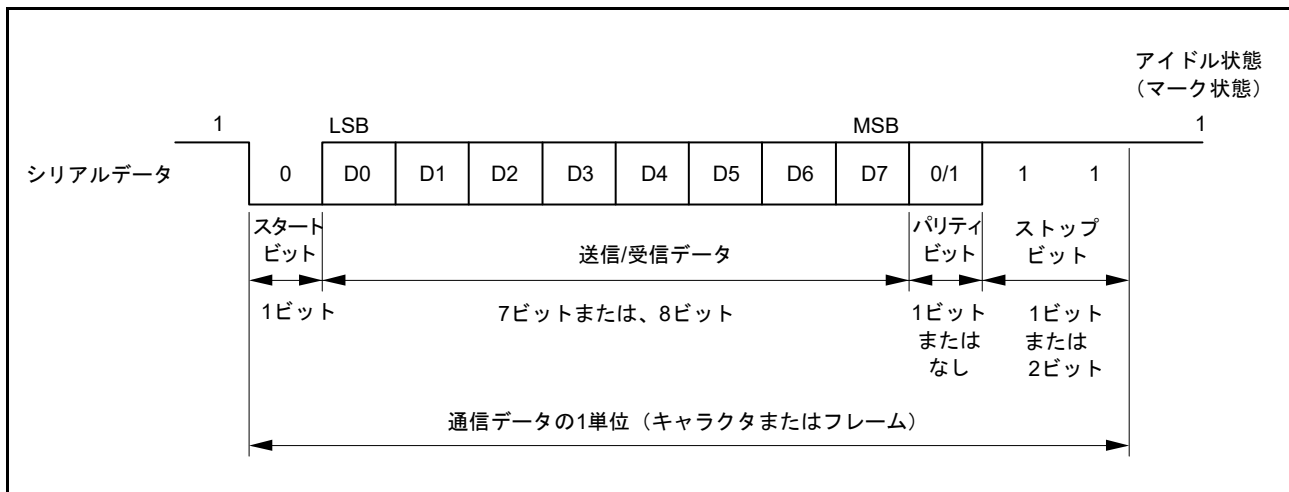 アイドル状態
（マーク状態）
1 LSB MSB 1
シリアルデータ 0 D0 D1 D2 D3 D4 D5 D6 D7 0/1 1 1
スタート
ビット
送信/受信データ
パリティ
ビット
ストップ
ビット
1ビット
7ビットまたは、8ビット
1ビット
または
なし
1ビット
または
2ビット
通信データの1単位（キャラクタまたはフレーム）